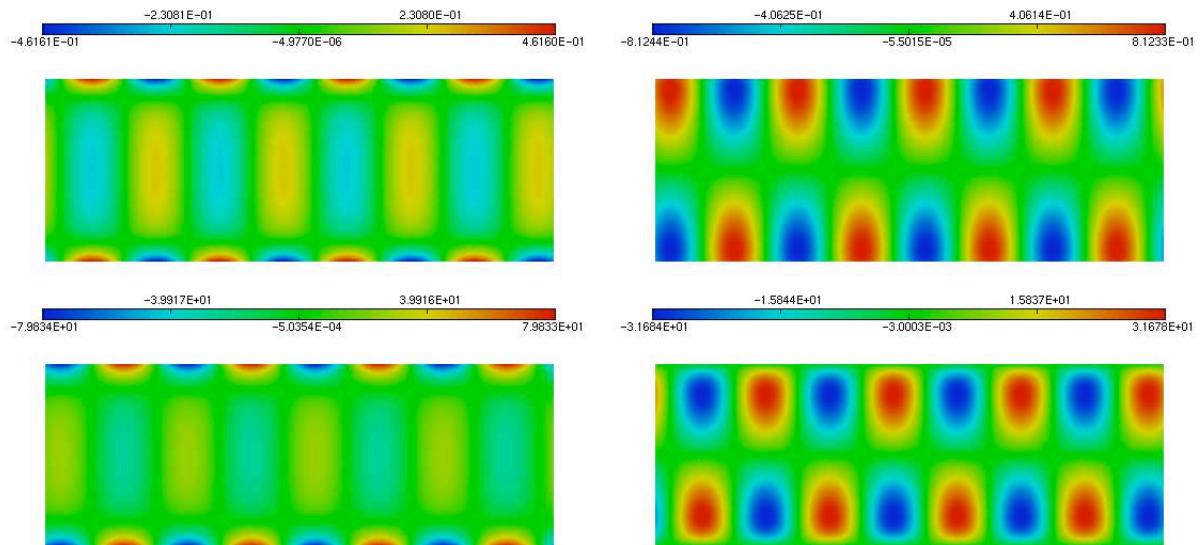 -2.3081E-01 2.3080E-01
-4.6161E-01 -4.9770E-06 4.6160E-01
-4.0625E-01 4.0614E-01
-8.1244E-01 -5.5015E-05 8.1233E-01
-3.9917E+01 3.9916E+01
-7.9834E+01 -5.0354E-04 7.9833E+01
-1.5844E+01 1.5837E+01
-3.1684E+01 -3.0003E-03 3.1678E+01